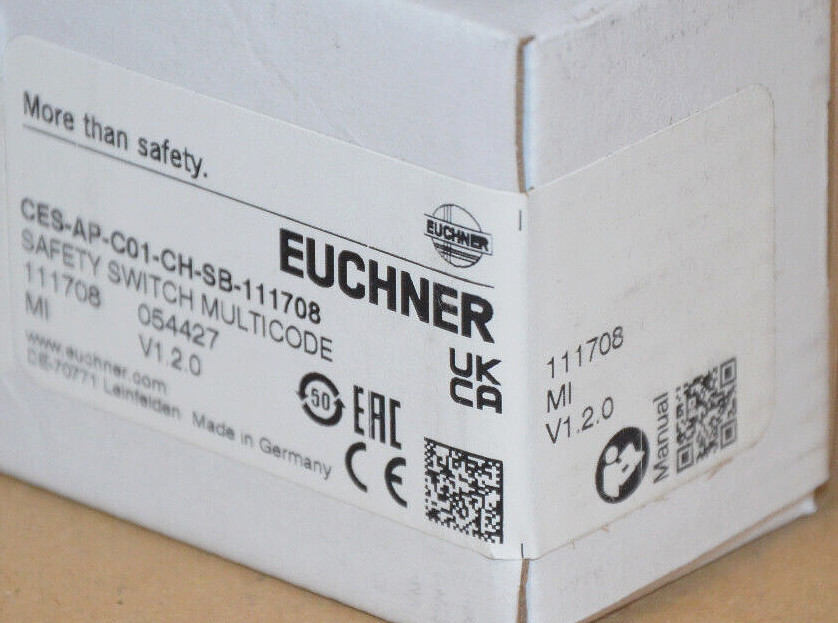 More than safety.
EUCHNER
EUCHNER
CES-AP-C01-CH-SB-111708
SAFETY SWITCH MULTICODE
111708 054427
MI V1.2.0
www.euchner.com
DE-70771 Leinfelden Made in Germany
50
EAC
CE
UK
CA
111708
MI
V1.2.0
Manual